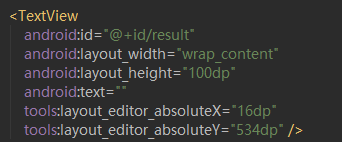 <TextView
android:id="@+id/result"
android:layout_width="wrap_content"
android:layout_height="100dp"
android:text=""
tools:layout_editor_absoluteX="16dp"
tools:layout_editor_absoluteY="534dp" />